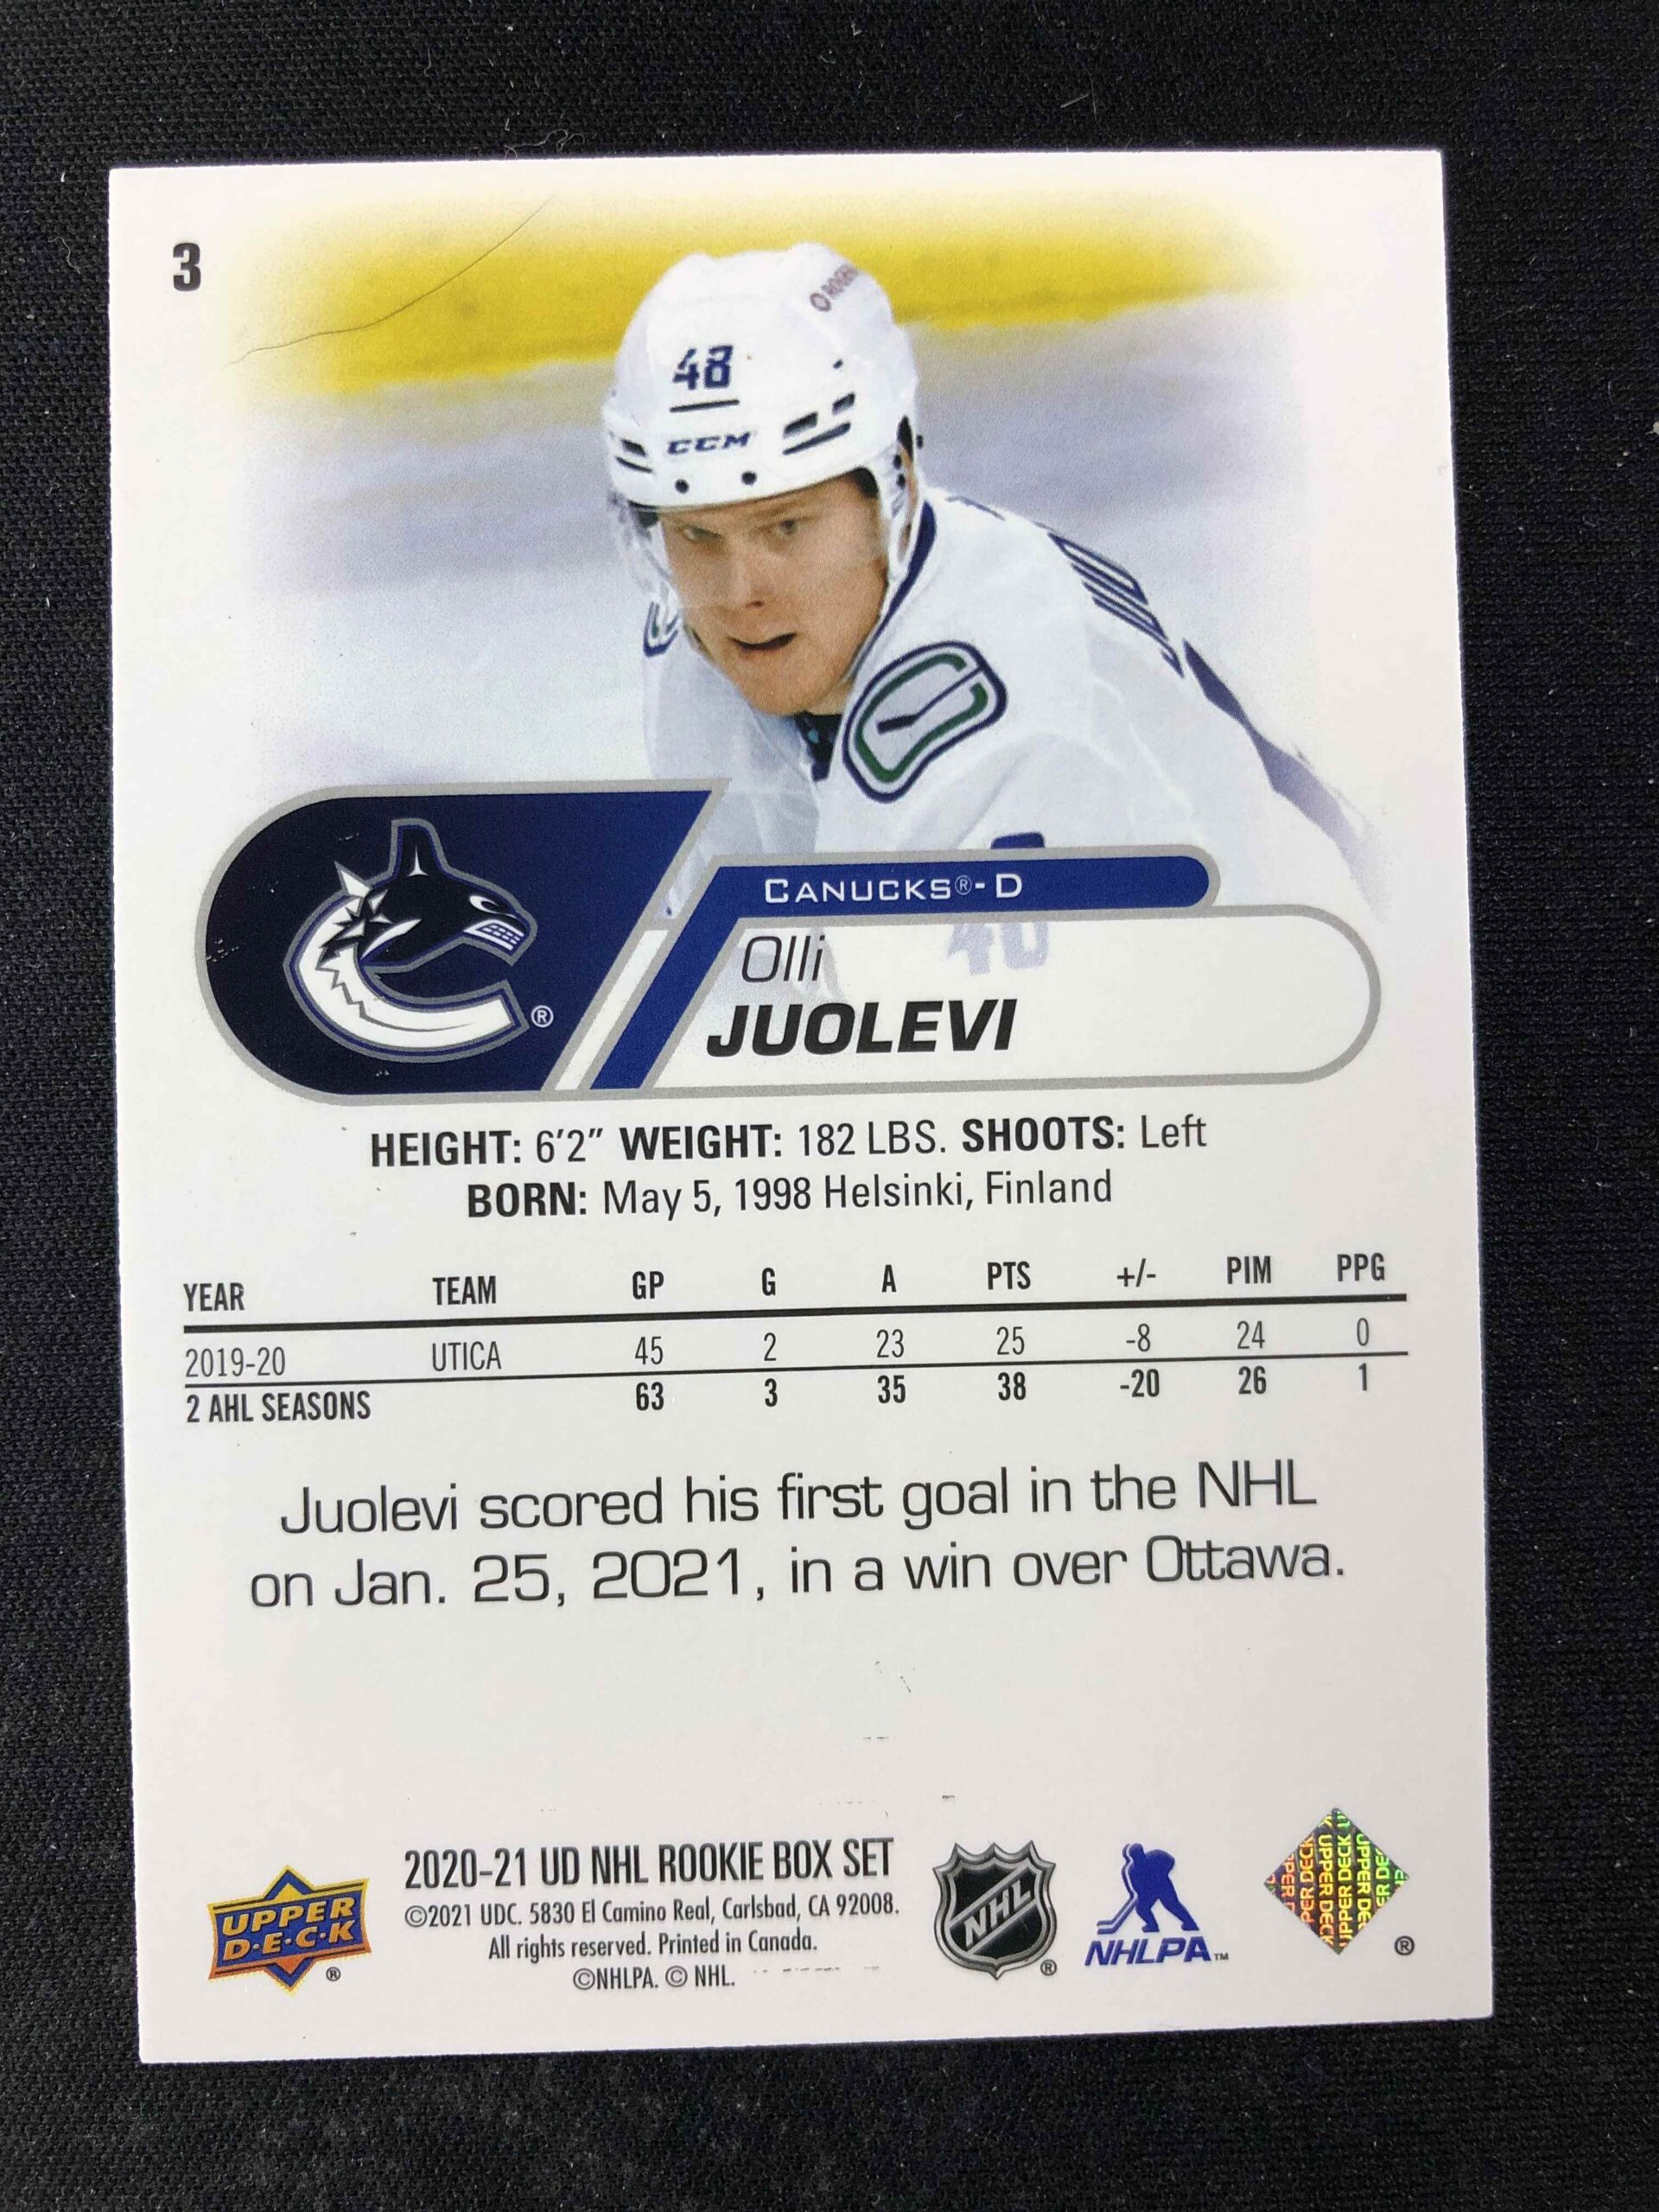 3
48
CCM
CANUCKS®-D
Olli
JUOLEVI
®
HEIGHT: 6'2" WEIGHT: 182 LBS. SHOOTS: Left
BORN: May 5, 1998 Helsinki, Finland
YEAR TEAM GP G A PTS +/- PIM PPG
2019-20 UTICA 45 2 23 25 -8 24 0
2 AHL SEASONS 63 3 35 38 -20 26 1
Juolevi scored his first goal in the NHL
on Jan. 25, 2021, in a win over Ottawa.
2020-21 UD NHL ROOKIE BOX SET
©2021 UDC. 5830 El Camino Real, Carlsbad, CA 92008.
All rights reserved. Printed in Canada.
©NHLPA. © NHL.
UPPER
D·E·C·K
®
NHL
®
NHLPA™
UPPER DECK
®